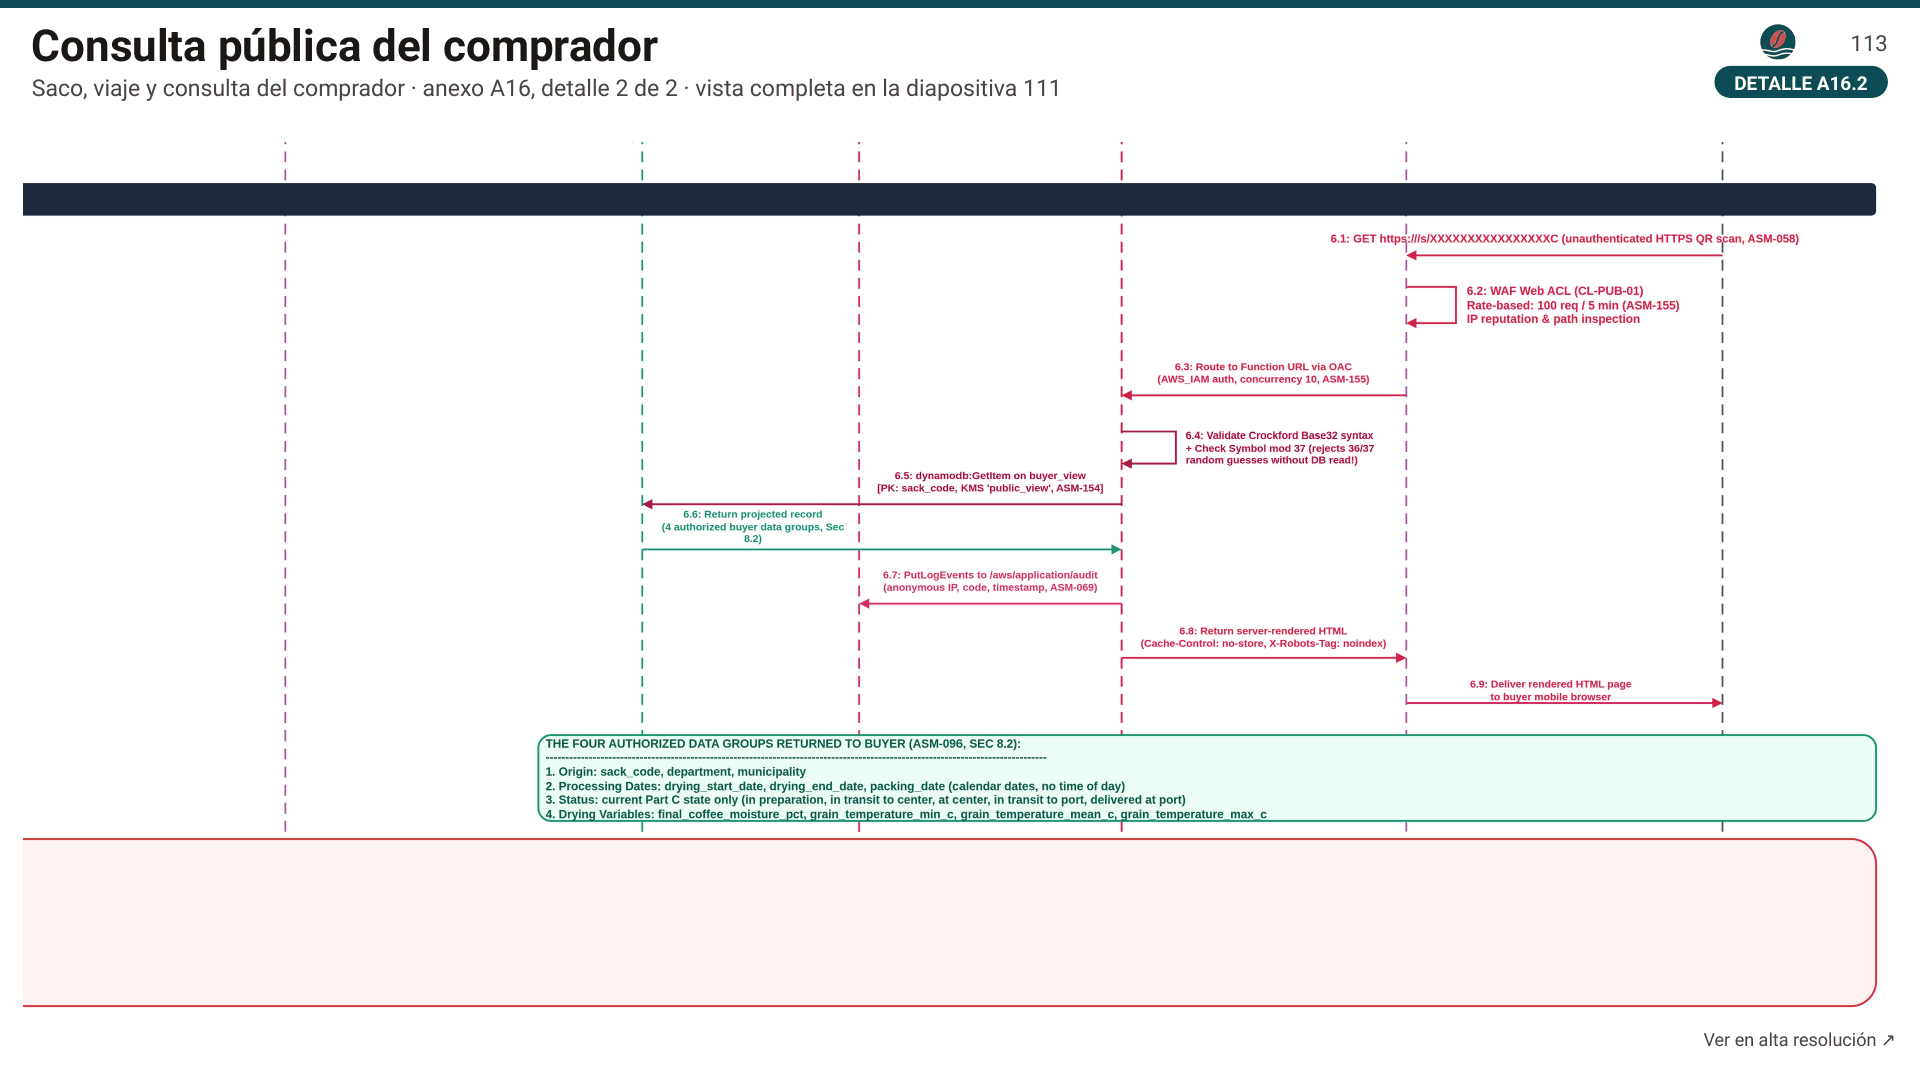 Consulta pública del comprador
113
Saco, viaje y consulta del comprador · anexo A16, detalle 2 de 2 · vista completa en la diapositiva 111
DETALLE A16.2
6.1: GET https:///s/XXXXXXXXXXXXXXXXC (unauthenticated HTTPS QR scan, ASM-058)
6.2: WAF Web ACL (CL-PUB-01)
Rate-based: 100 req / 5 min (ASM-155)
IP reputation & path inspection
6.3: Route to Function URL via OAC
(AWS_IAM auth, concurrency 10, ASM-155)
6.4: Validate Crockford Base32 syntax
+ Check Symbol mod 37 (rejects 36/37
random guesses without DB read!)
6.5: dynamodb:GetItem on buyer_view
[PK: sack_code, KMS 'public_view', ASM-154]
6.6: Return projected record
(4 authorized buyer data groups, Sec
8.2)
6.7: PutLogEvents to /aws/application/audit
(anonymous IP, code, timestamp, ASM-069)
6.8: Return server-rendered HTML
(Cache-Control: no-store, X-Robots-Tag: noindex)
6.9: Deliver rendered HTML page
to buyer mobile browser
THE FOUR AUTHORIZED DATA GROUPS RETURNED TO BUYER (ASM-096, SEC 8.2):
1. Origin: sack_code, department, municipality
2. Processing Dates: drying_start_date, drying_end_date, packing_date (calendar dates, no time of day)
3. Status: current Part C state only (in preparation, in transit to center, at center, in transit to port, delivered at port)
4. Drying Variables: final_coffee_moisture_pct, grain_temperature_min_c, grain_temperature_mean_c, grain_temperature_max_c
Ver en alta resolución ↗